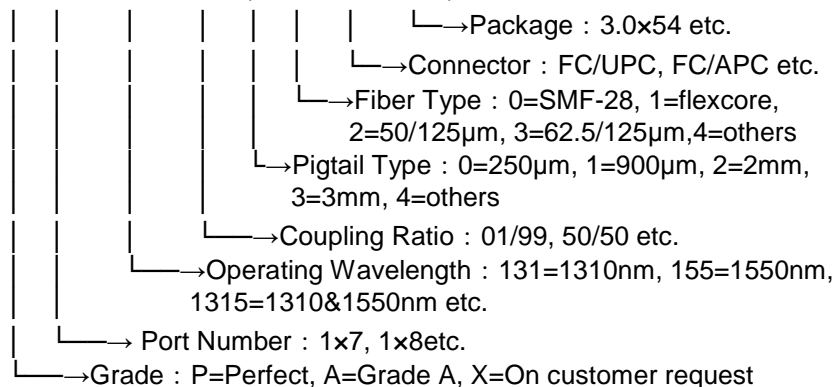 →Package：3.0×54 etc.
→Connector：FC/UPC, FC/APC etc.
→Fiber Type：0=SMF-28, 1=flexcore,
2=50/125µm, 3=62.5/125µm,4=others
→Pigtail Type：0=250µm, 1=900µm, 2=2mm,
3=3mm, 4=others
→Coupling Ratio：01/99, 50/50 etc.
→Operating Wavelength：131=1310nm, 155=1550nm,
1315=1310&1550nm etc.
→ Port Number：1×7, 1×8etc.
→Grade：P=Perfect, A=Grade A, X=On customer request